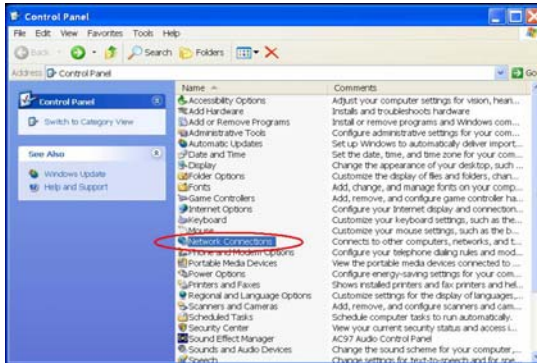 Control Panel
File Edit View Favorites Tools Help
Back Search Folders
Address Control Panel Go
Name Comments
Control Panel
Switch to Category View
See Also
Windows Update
Help and Support
Accessibility Options Adjust your computer settings for vision, hean...
Add Hardware Installs and troubleshoots hardware
Add or Remove Programs Install or remove programs and Windows com...
Administrative Tools Configure administrative settings for your com...
Automatic Updates Set up Windows to automatically deliver import...
Date and Time Set the date, time, and time zone for your com...
Display Change the appearance of your desktop, such ...
Folder Options Customize the display of files and folders, chan...
Fonts Add, change, and manage fonts on your comp...
Game Controllers Add, remove, and configure game controller ha...
Internet Options Configure your Internet display and connection...
Keyboard Customize your keyboard settings, such as the...
Mouse Customize your mouse settings, such as the b...
Network Connections Connects to other computers, networks, and t...
Phone and Modem Options Configure your telephone dialing rules and mod...
Portable Media Devices View the portable media devices connected to ...
Power Options Configure energy-saving settings for your com...
Printers and Faxes Shows installed printers and fax printers and hel...
Regional and Language Options Customize settings for the display of languages,...
Scanners and Cameras Add, remove, and configure scanners and cam...
Scheduled Tasks Schedule computer tasks to run automatically.
Security Center View your current security status and access i...
Sound Effect Manager AC97 Audio Control Panel
Sounds and Audio Devices Change the sound scheme for your computer,...
Speech Change settings for text-to-speech and for spe...